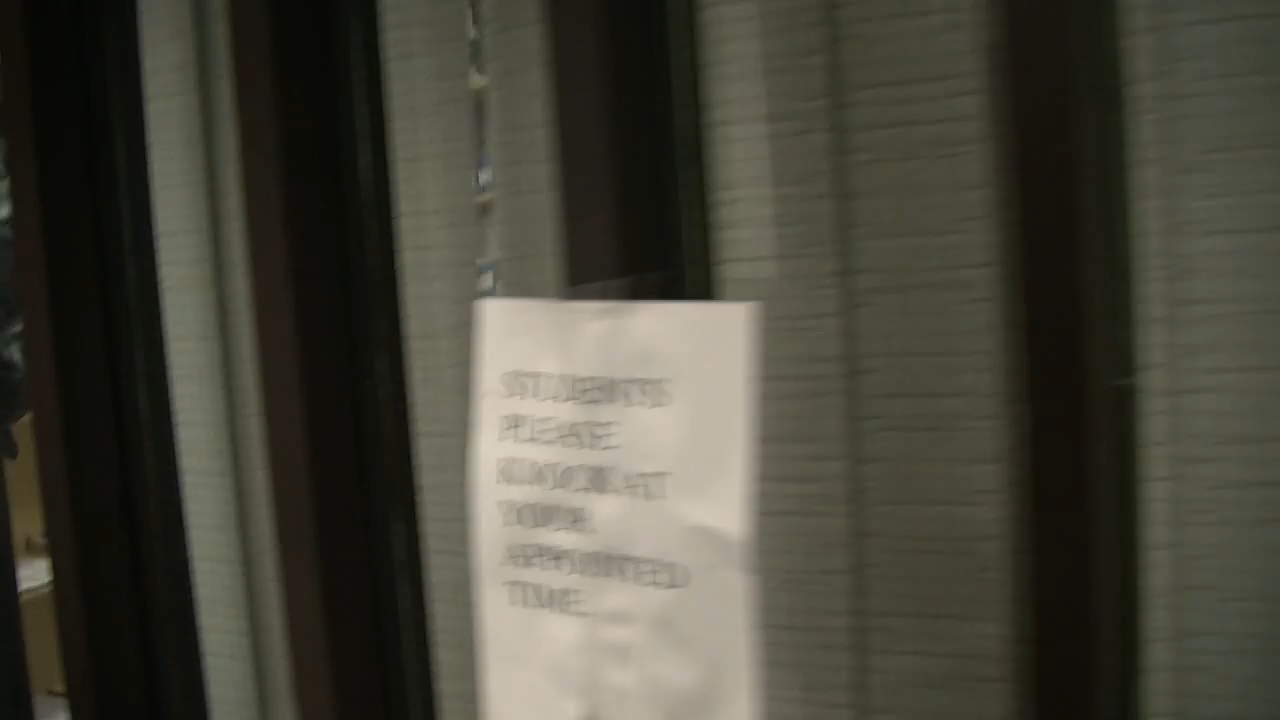 STUDENTS
PLEASE
KNOCK AT
YOUR
APPOINTED
TIME